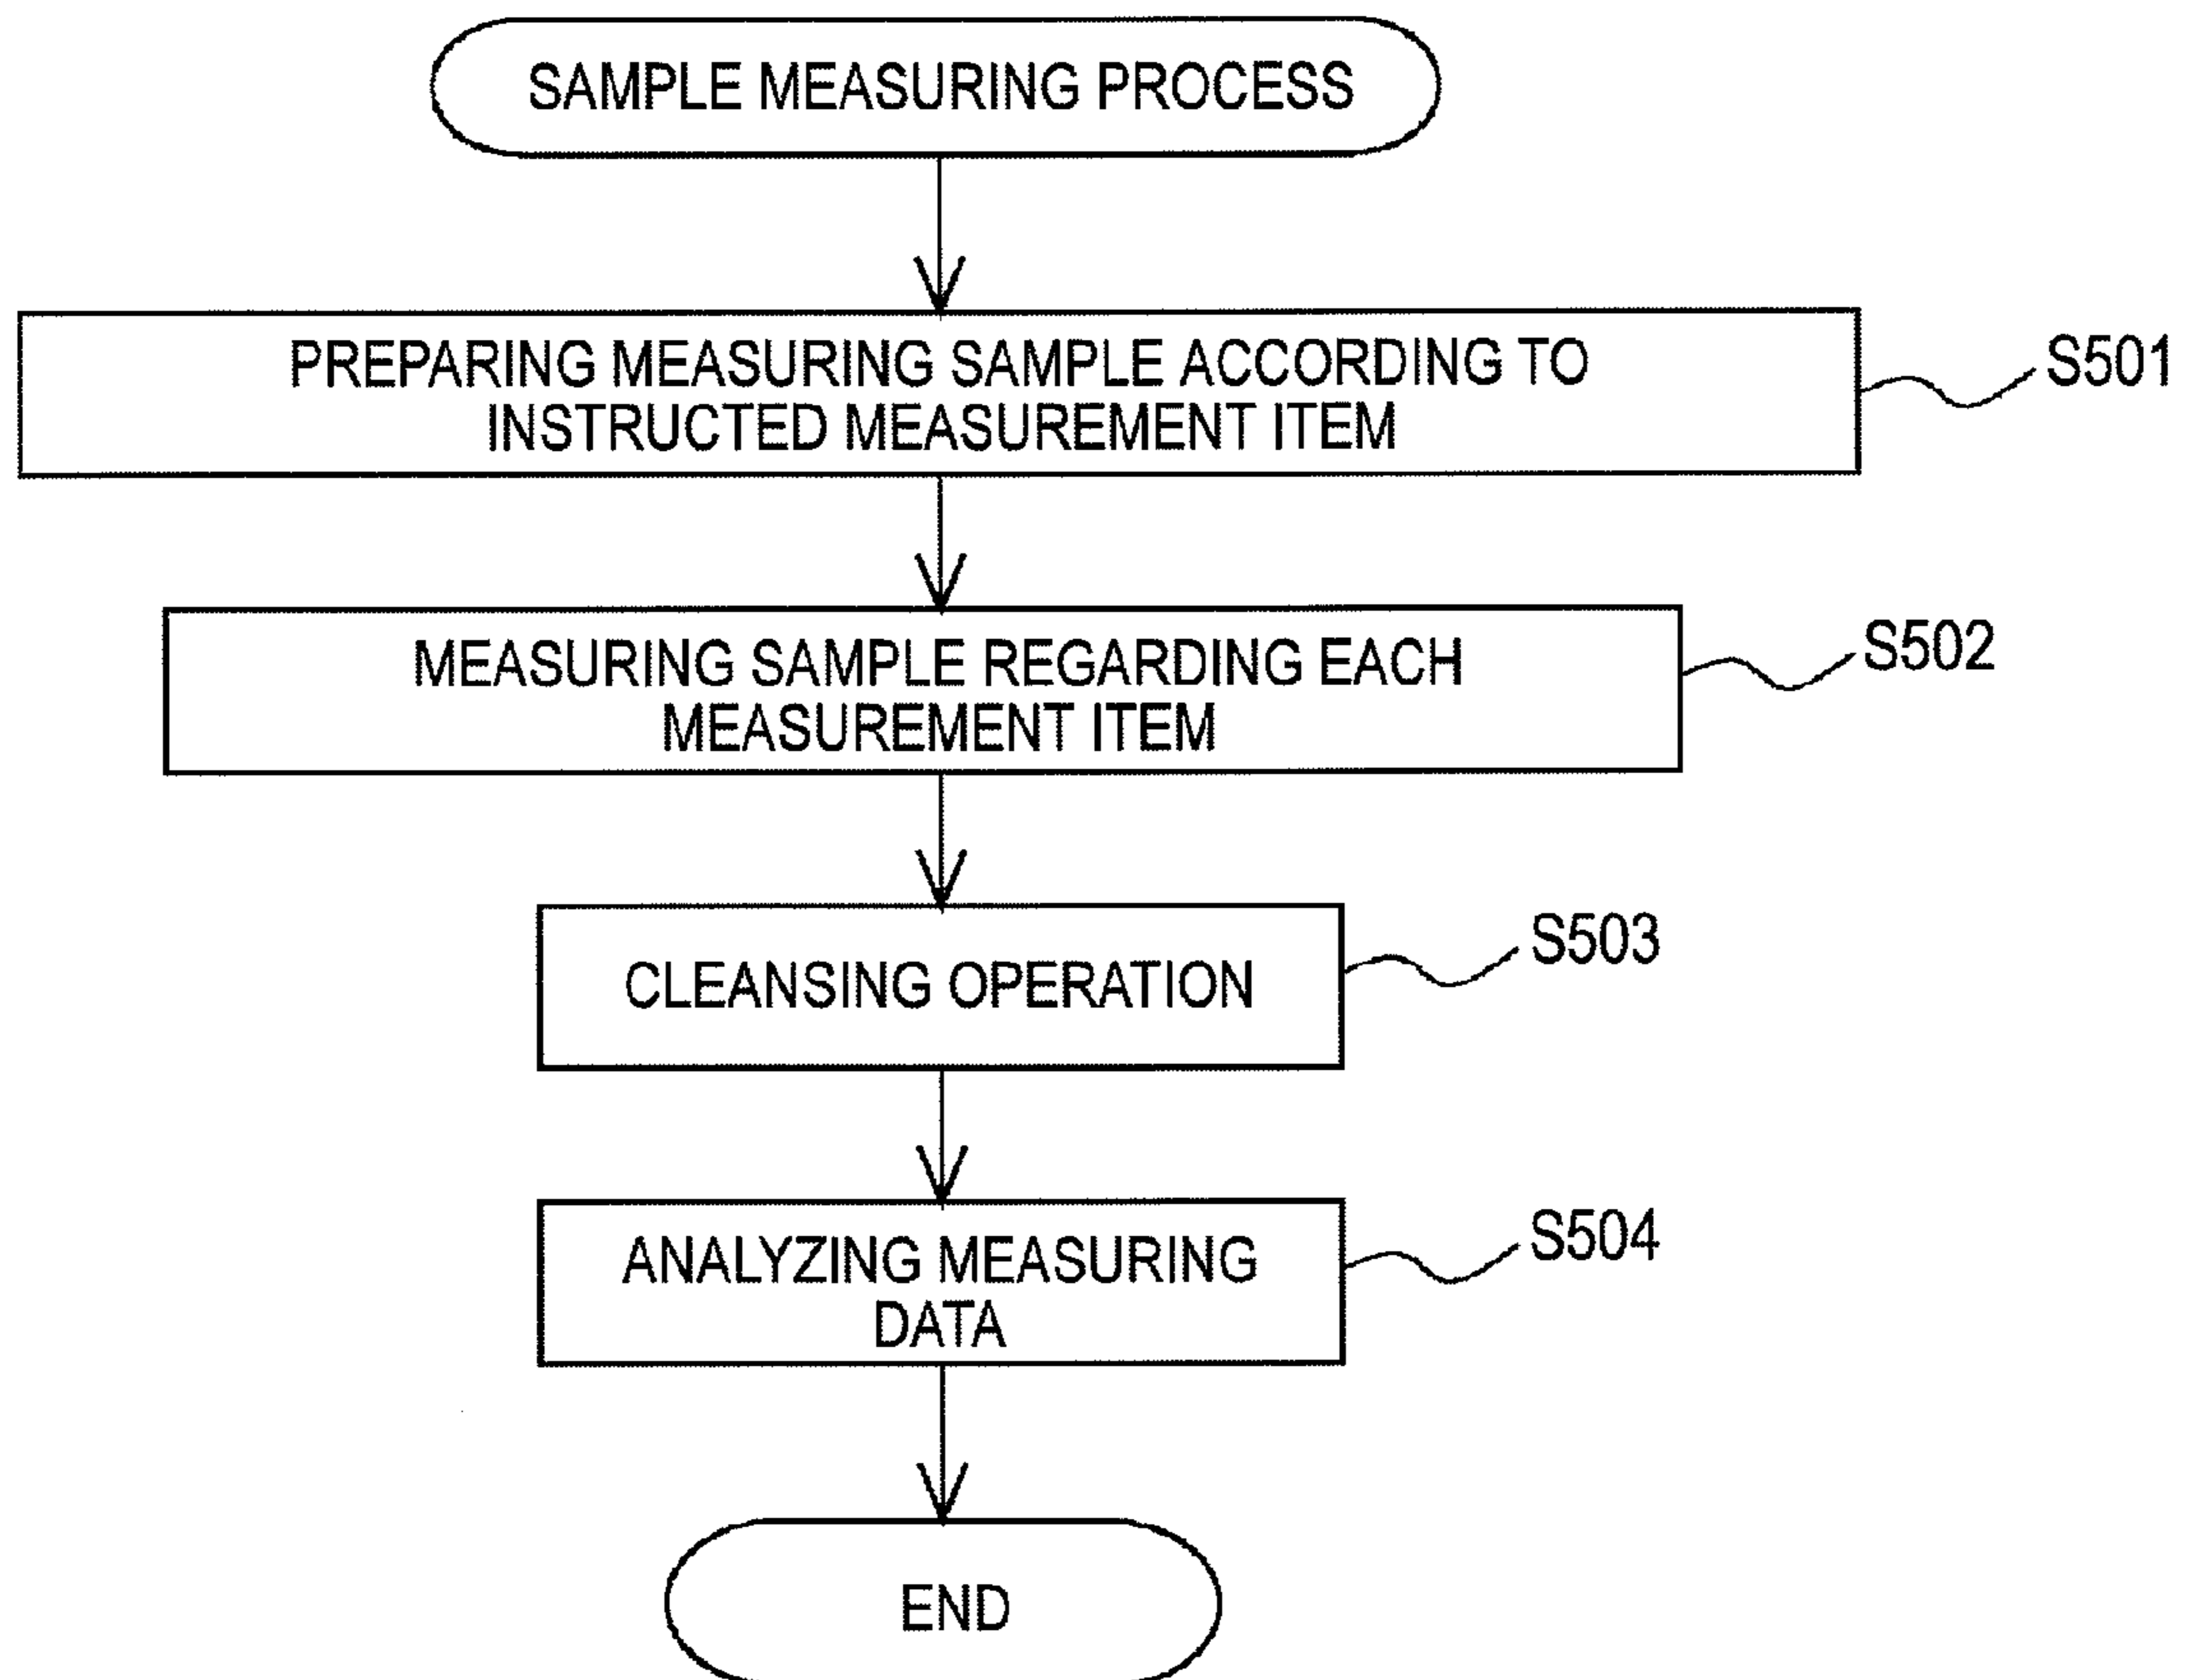 SAMPLE MEASURING PROCESS
PREPARING MEASURING SAMPLE ACCORDING TO
INSTRUCTED MEASUREMENT ITEM
S501
MEASURING SAMPLE REGARDING EACH
MEASUREMENT ITEM
S502
CLEANSING OPERATION
S503
ANALYZING MEASURING
DATA
S504
END